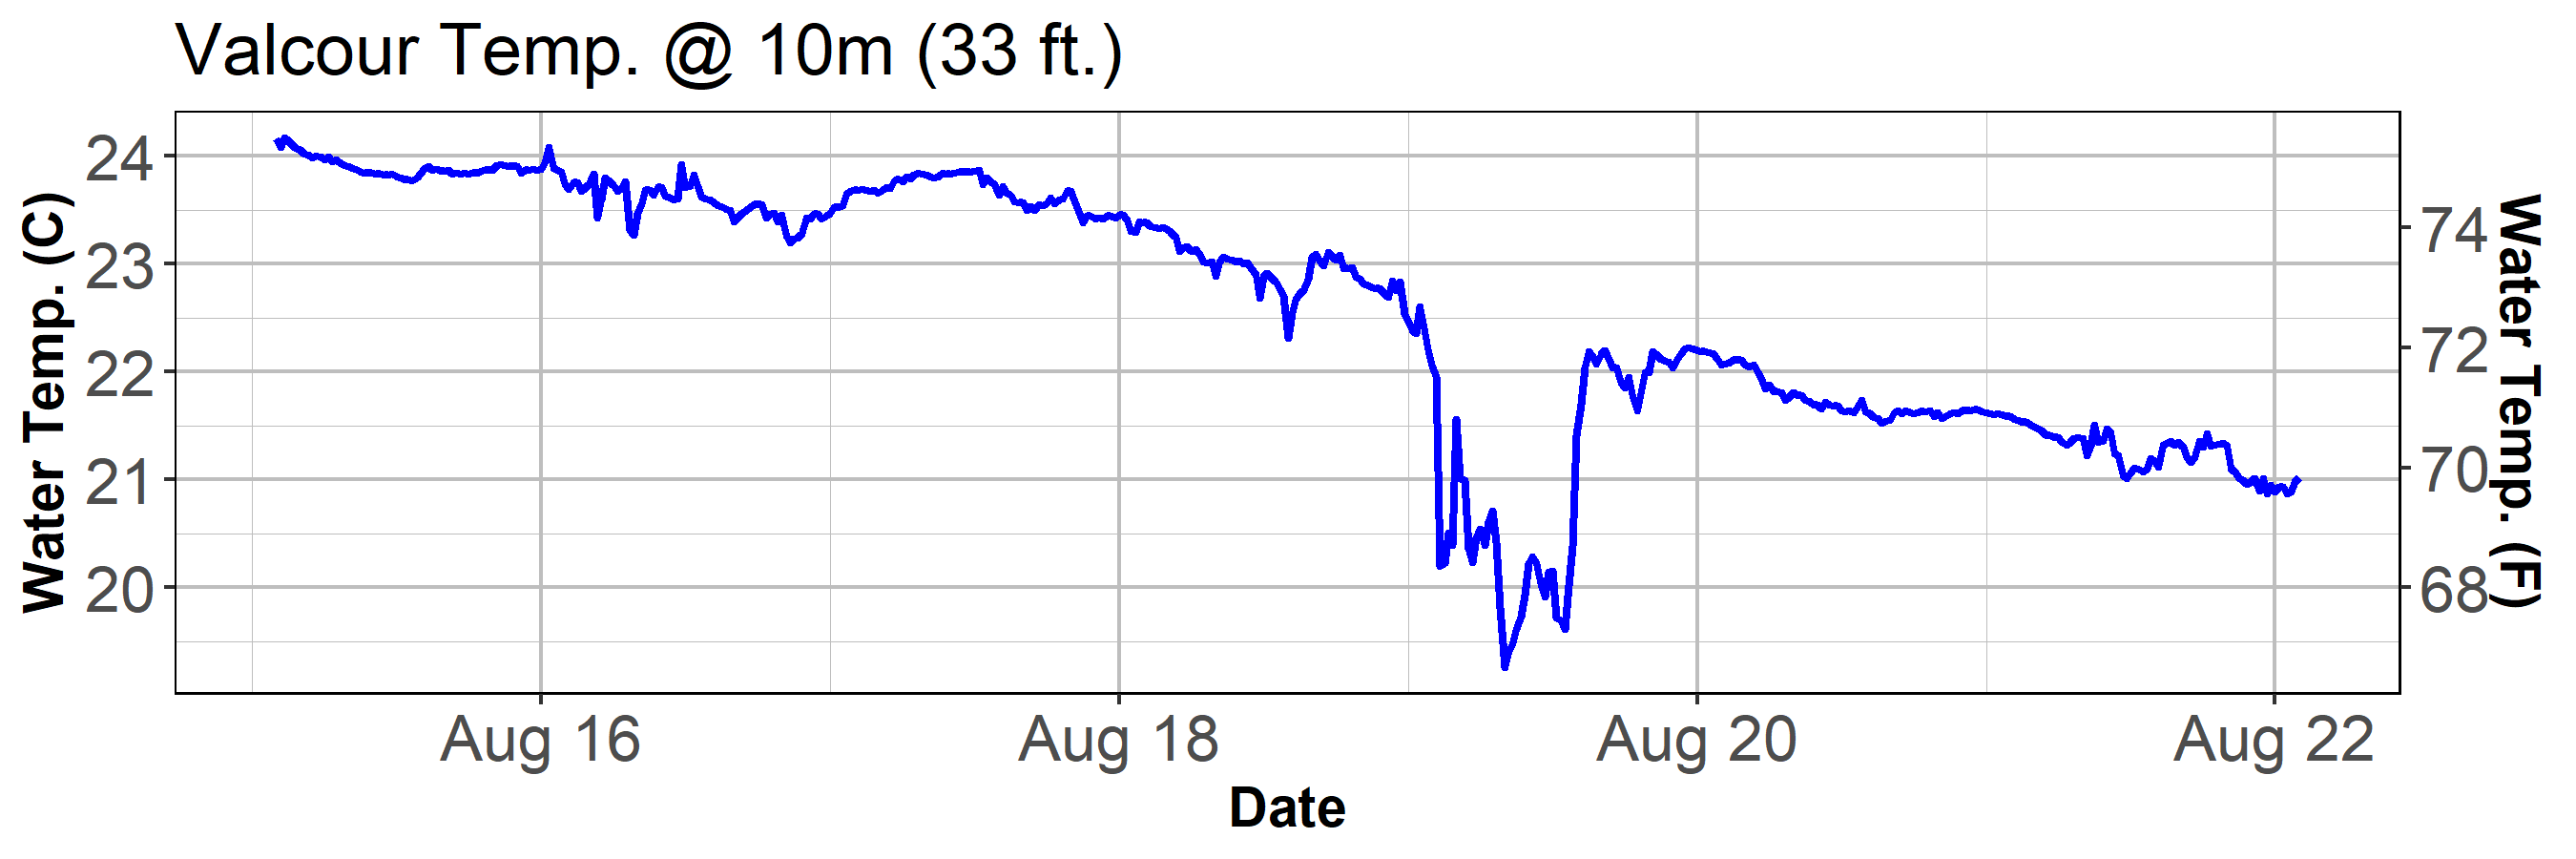 Valcour Temp. @ 10m (33 ft.)
Water Temp. (C)
24
23
22
21
20
74
72
70
68
Water Temp. (F)
Aug 16 Aug 18 Aug 20 Aug 22
Date